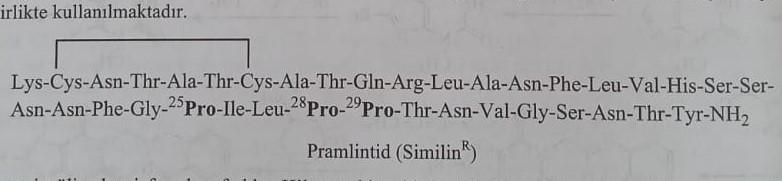 irlikte kullanılmaktadır.
Lys-Cys-Asn-Thr-Ala-Thr-Cys-Ala-Thr-Gln-Arg-Leu-Ala-Asn-Phe-Leu-Val-His-Ser-Ser-
Asn-Asn-Phe-Gly-²⁵Pro-Ile-Leu-²⁸Pro-²⁹Pro-Thr-Asn-Val-Gly-Ser-Asn-Thr-Tyr-NH₂
Pramlintid (Similinᴿ)